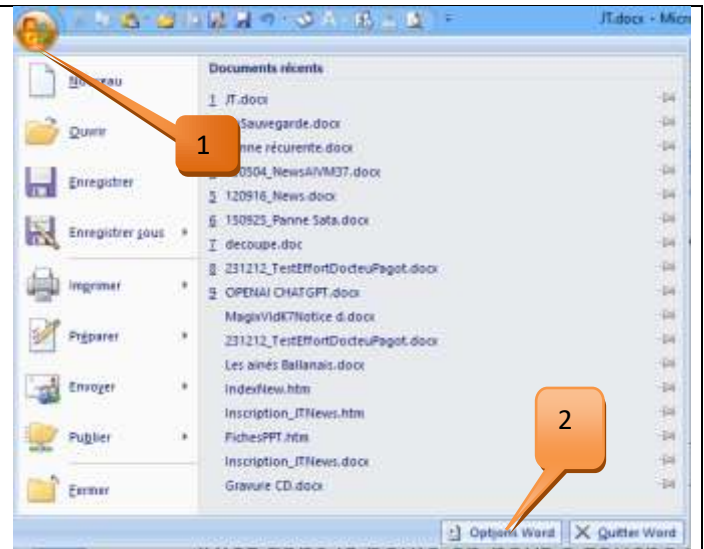 JT.docx - Micr
Nouveau
Ouvrir
Enregistrer
Enregistrer sous
Imprimer
Préparer
Envoyer
Publier
Fermer
Documents récents
1 JT.docx
Sauvegarde.docx
nne récurente.docx
0504_NewsAIVM37.docx
5 120916_News.docx
6 150925_Panne Sata.docx
7 decoupe.doc
8 231212_TestEffortDocteuPagot.docx
9 OPENAI CHATGPT.docx
MagixVidK7Notice d.docx
231212_TestEffortDocteuPagot.docx
Les ainés Ballanais.docx
IndexNew.htm
Inscription_JTNews.htm
FichesPPT.htm
Inscription_JTNews.docx
Gravure CD.docx
1
2
Options Word
Quitter Word